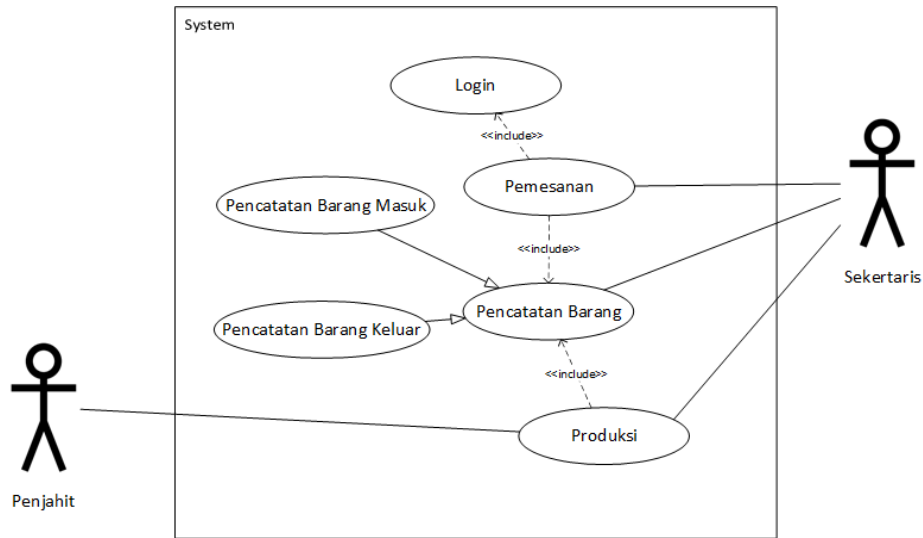 System
Login
<<include>>
Pemesanan
Pencatatan Barang Masuk
<<include>>
Sekertaris
Pencatatan Barang
Pencatatan Barang Keluar
<<include>>
Produksi
Penjahit